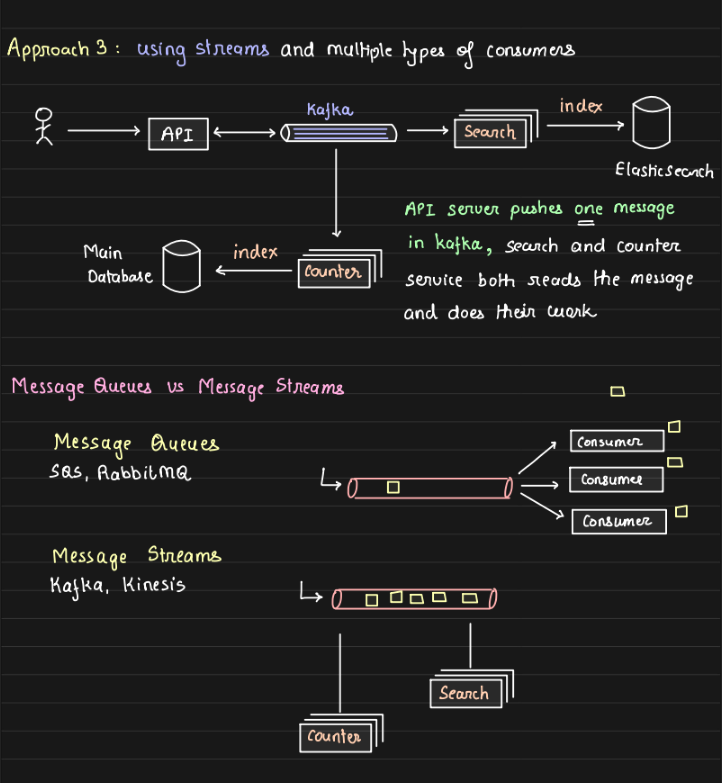 Approach 3: using streams and multiple types of consumers
Kafka
API
Search
index
Elasticsearch
API server pushes one message
in kafka, search and counter
service both reads the message
and does their work
Main
Database
index
Counter
Message Queues vs Message Streams
Message Queues
SQS, RabbitMQ
Consumer
Consumer
Consumer
Message Streams
Kafka, Kinesis
Search
Counter